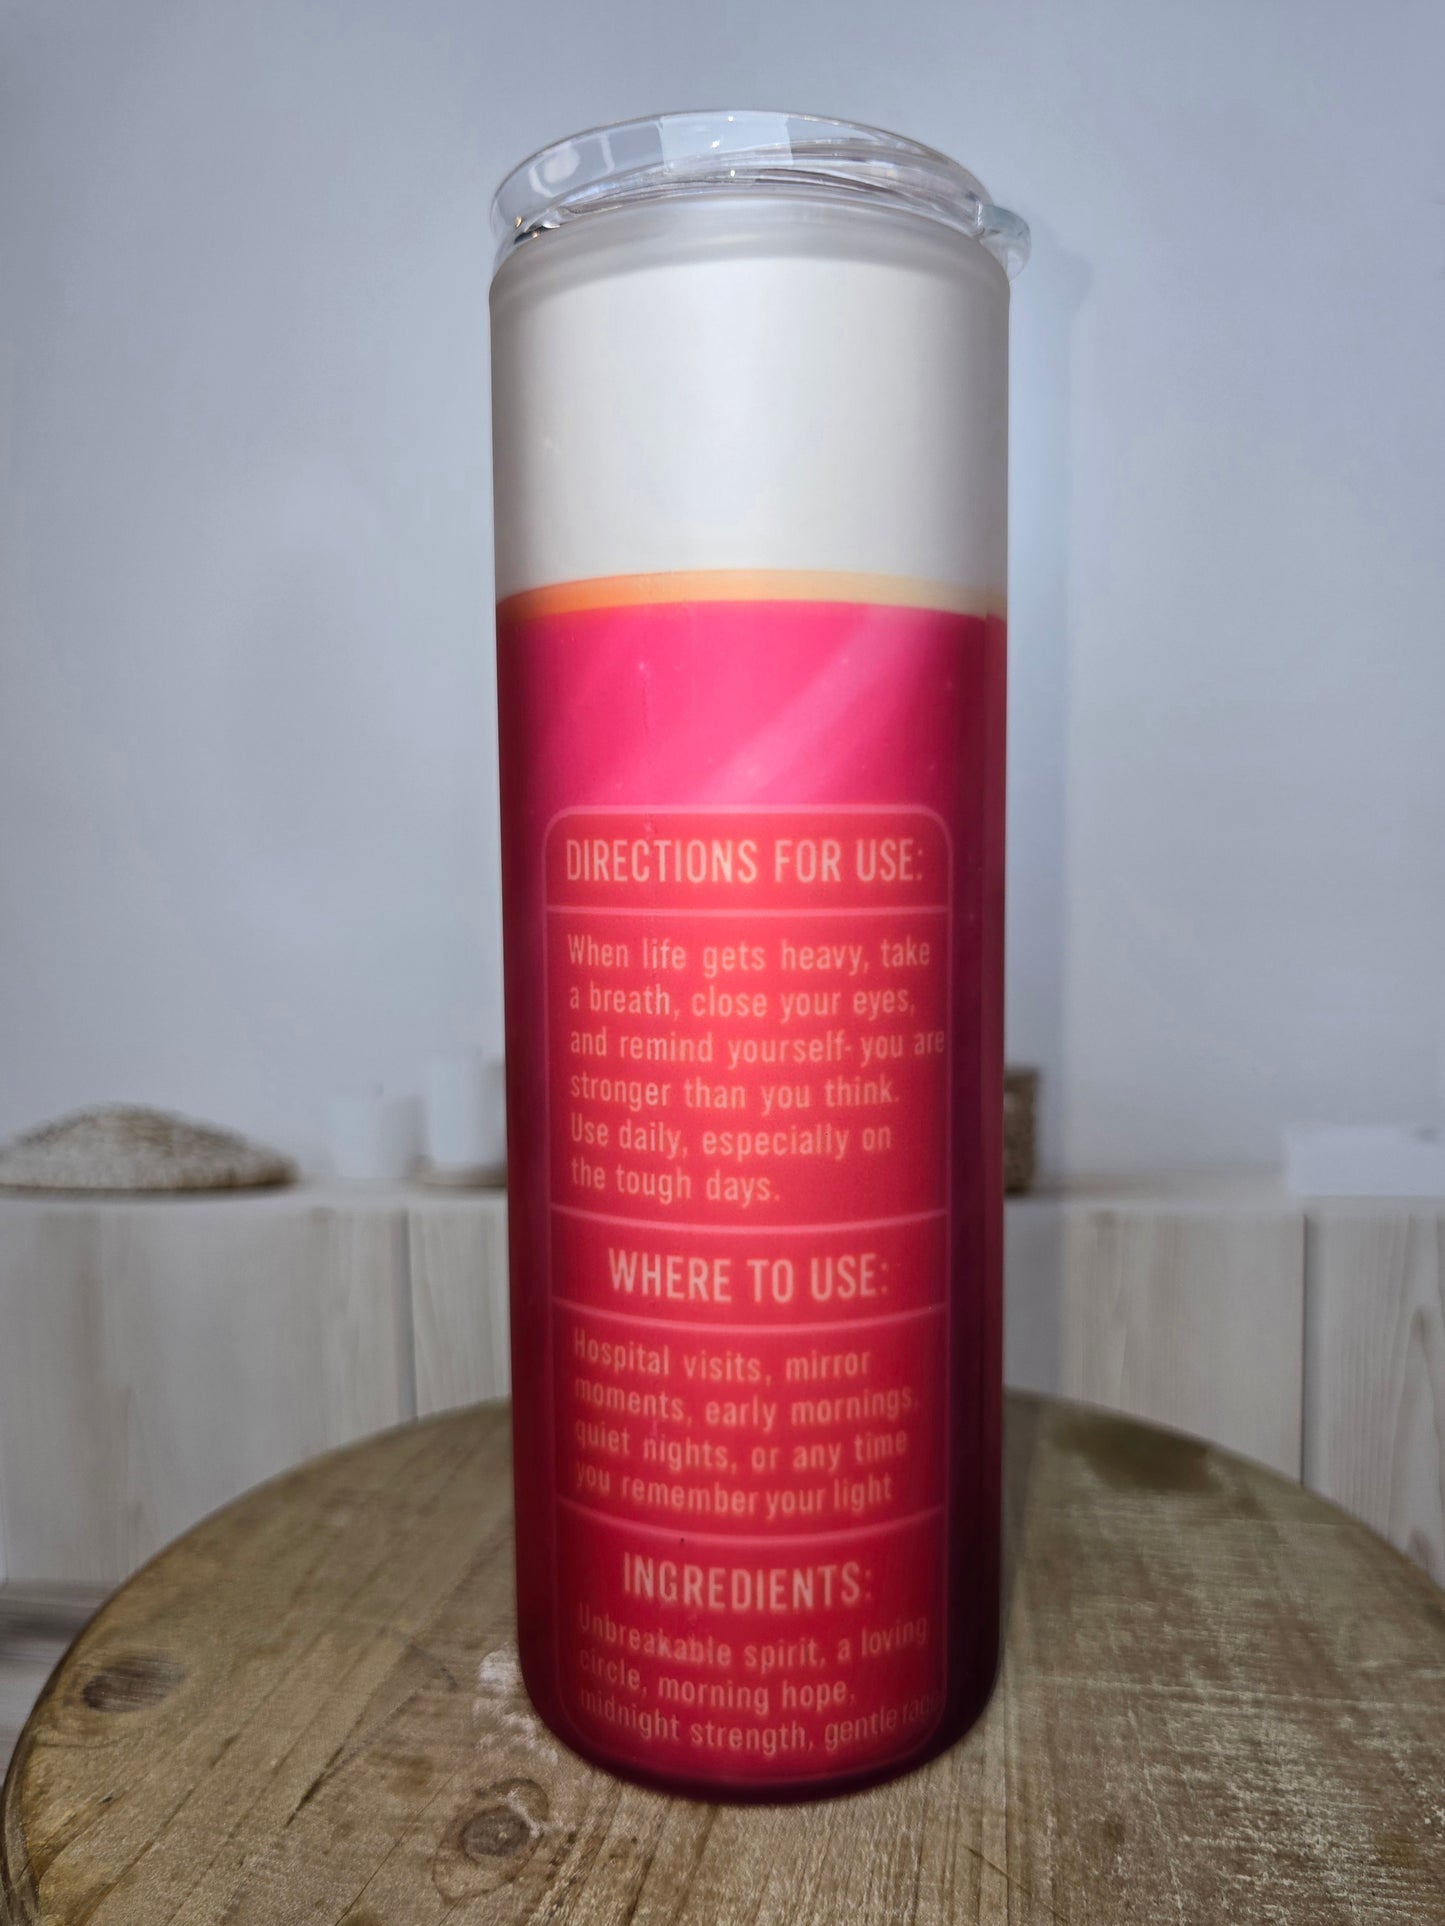 DIRECTIONS FOR USE:
When life gets heavy, take
a breath, close your eyes,
and remind yourself- you are
stronger than you think.
Use daily, especially on
the tough days.
WHERE TO USE:
Hospital visits, mirror
moments, early mornings,
quiet nights, or any time
you remember your light
INGREDIENTS:
Unbreakable spirit, a loving
circle, morning hope,
midnight strength, gentle